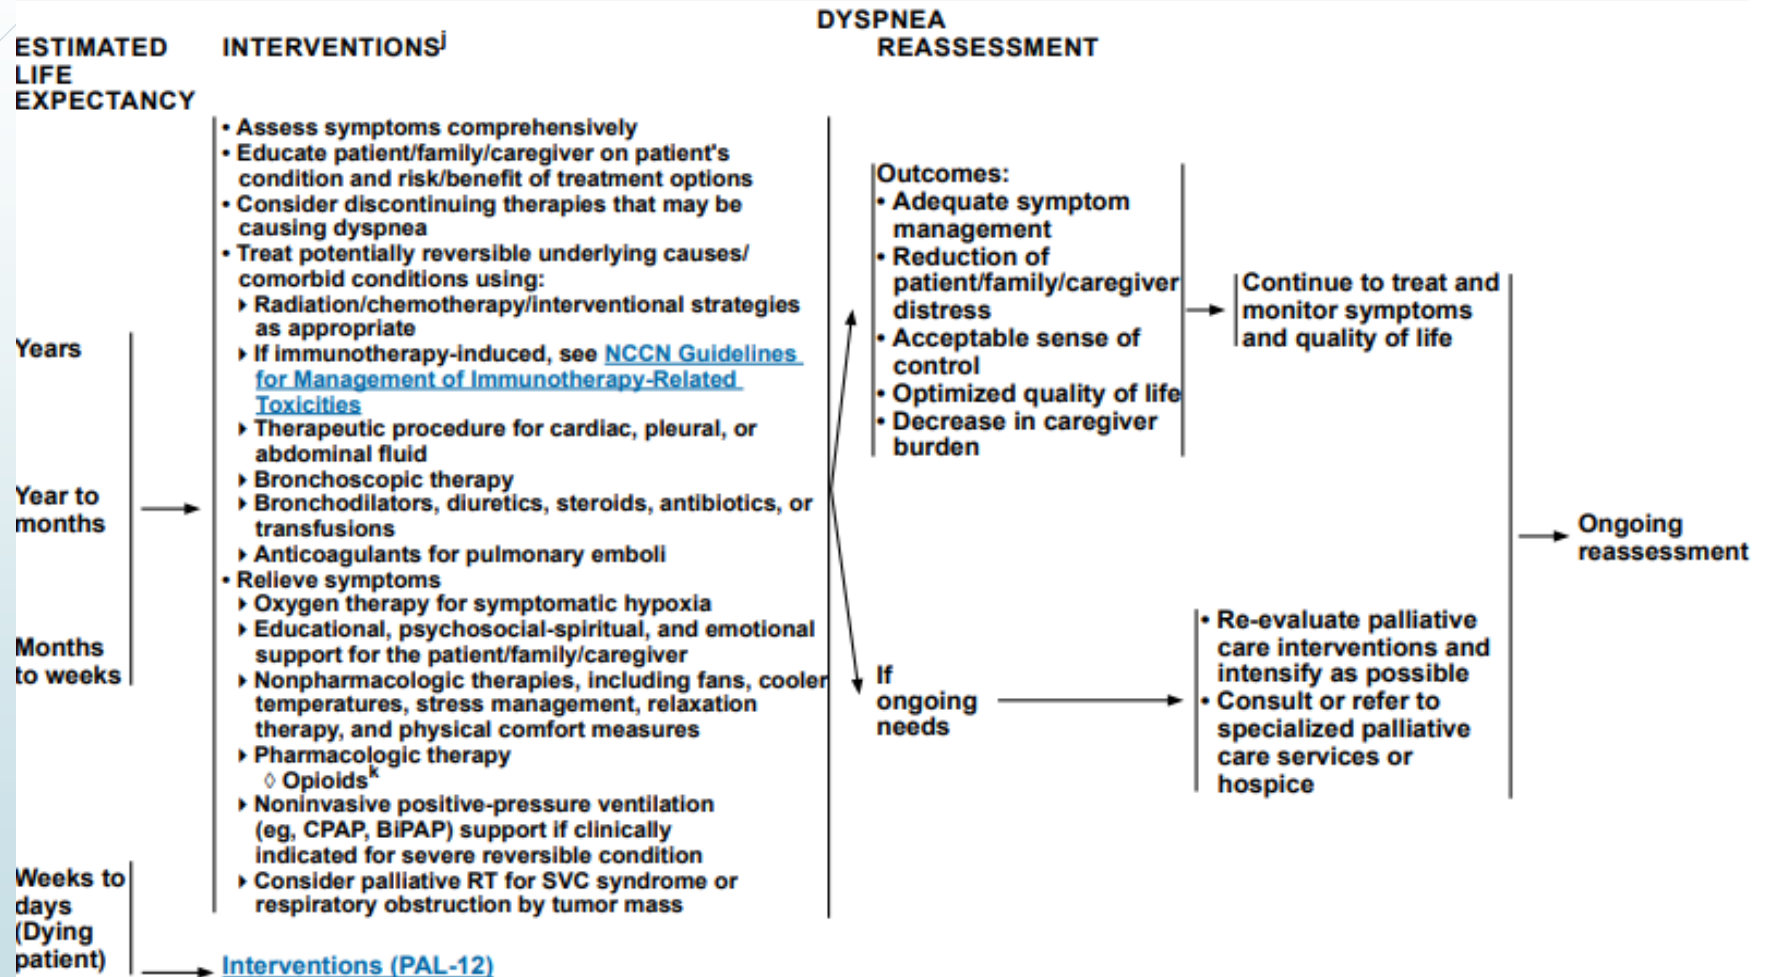 DYSPNEA
ESTIMATED
LIFE
EXPECTANCY
INTERVENTIONSj
REASSESSMENT
Years
Year to
months
Months
to weeks
Weeks to
days
(Dying
patient)
• Assess symptoms comprehensively
• Educate patient/family/caregiver on patient's
condition and risk/benefit of treatment options
• Consider discontinuing therapies that may be
causing dyspnea
• Treat potentially reversible underlying causes/
comorbid conditions using:
▸ Radiation/chemotherapy/interventional strategies
as appropriate
▸ If immunotherapy-induced, see NCCN Guidelines
for Management of Immunotherapy-Related
Toxicities
▸ Therapeutic procedure for cardiac, pleural, or
abdominal fluid
▸ Bronchoscopic therapy
▸ Bronchodilators, diuretics, steroids, antibiotics, or
transfusions
▸ Anticoagulants for pulmonary emboli
• Relieve symptoms
▸ Oxygen therapy for symptomatic hypoxia
▸ Educational, psychosocial-spiritual, and emotional
support for the patient/family/caregiver
▸ Nonpharmacologic therapies, including fans, cooler
temperatures, stress management, relaxation
therapy, and physical comfort measures
▸ Pharmacologic therapy
◊ Opioidsk
▸ Noninvasive positive-pressure ventilation
(eg, CPAP, BiPAP) support if clinically
indicated for severe reversible condition
▸ Consider palliative RT for SVC syndrome or
respiratory obstruction by tumor mass
Interventions (PAL-12)
Outcomes:
• Adequate symptom
management
• Reduction of
patient/family/caregiver
distress
• Acceptable sense of
control
• Optimized quality of life
• Decrease in caregiver
burden
Continue to treat and
monitor symptoms
and quality of life
If
ongoing
needs
• Re-evaluate palliative
care interventions and
intensify as possible
• Consult or refer to
specialized palliative
care services or
hospice
Ongoing
reassessment